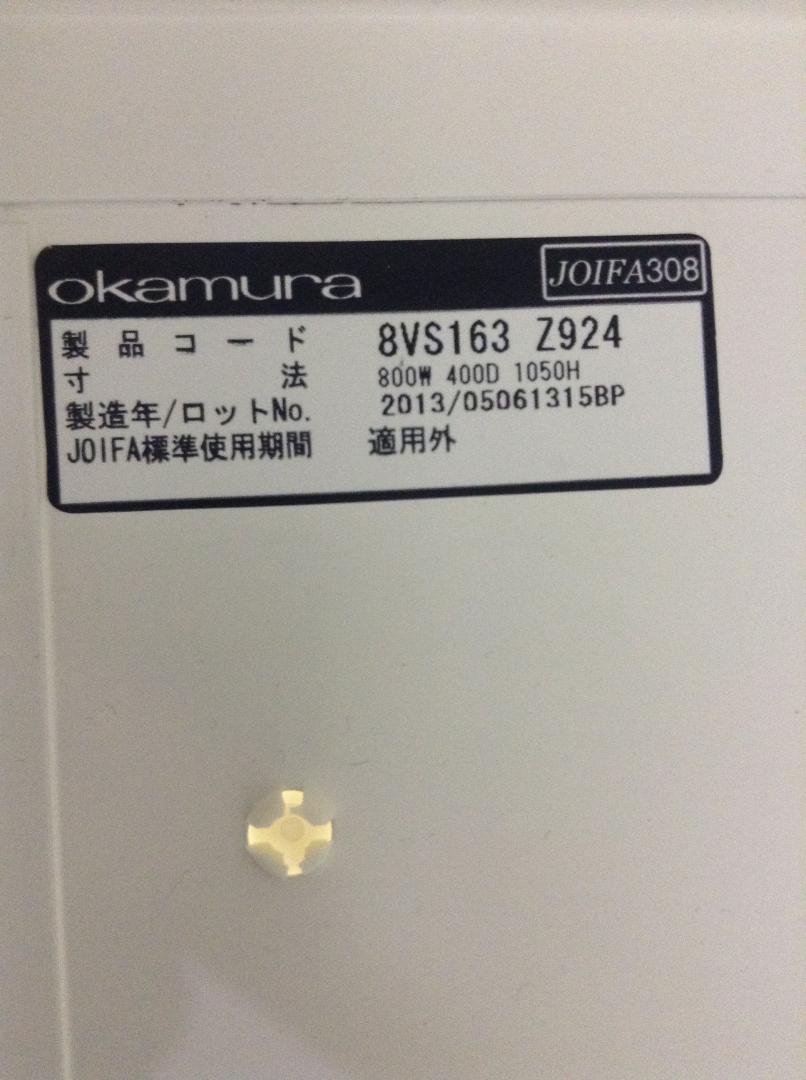 okamura JOIFA308
製品コード 8VS163 Z924
寸法 800W 400D 1050H
製造年/ロットNo. 2013/05061315BP
JOIFA標準使用期間 適用外